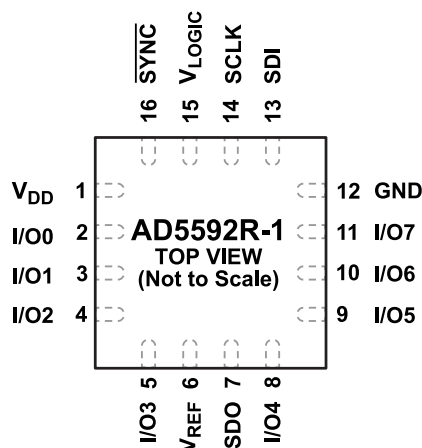 SYNC
VLOGIC
SCLK
SDI
16
15
14
13
VDD 1
I/O0 2
I/O1 3
I/O2 4
AD5592R-1
TOP VIEW
(Not to Scale)
12 GND
11 I/O7
10 I/O6
9 I/O5
5
6
7
8
I/O3
VREF
SDO
I/O4